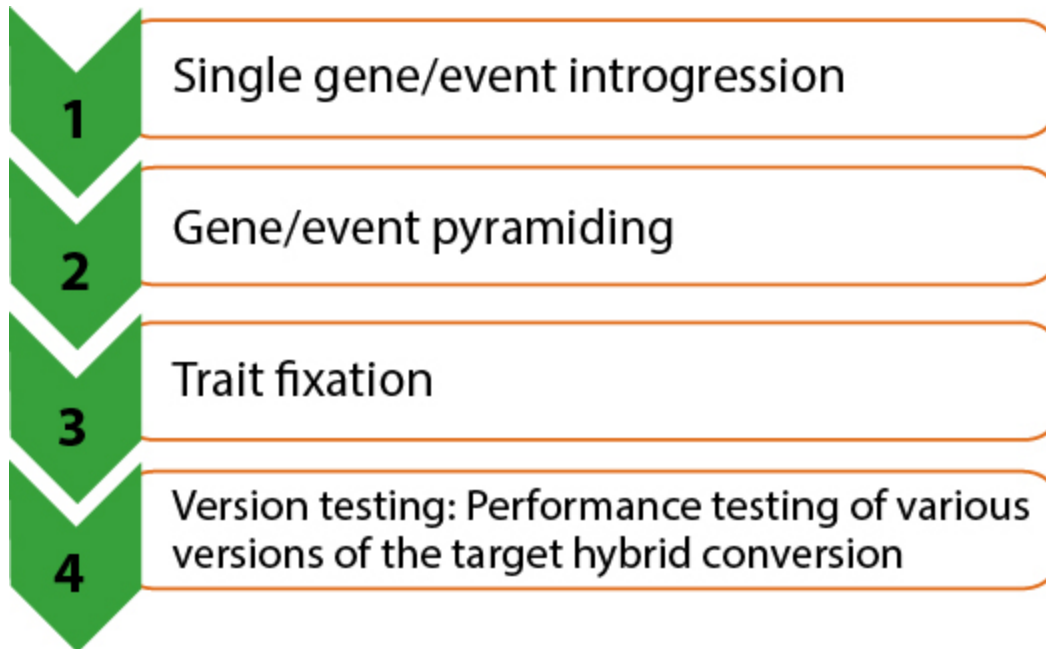 1
Single gene/event introgression
2
Gene/event pyramiding
3
Trait fixation
4
Version testing: Performance testing of various
versions of the target hybrid conversion